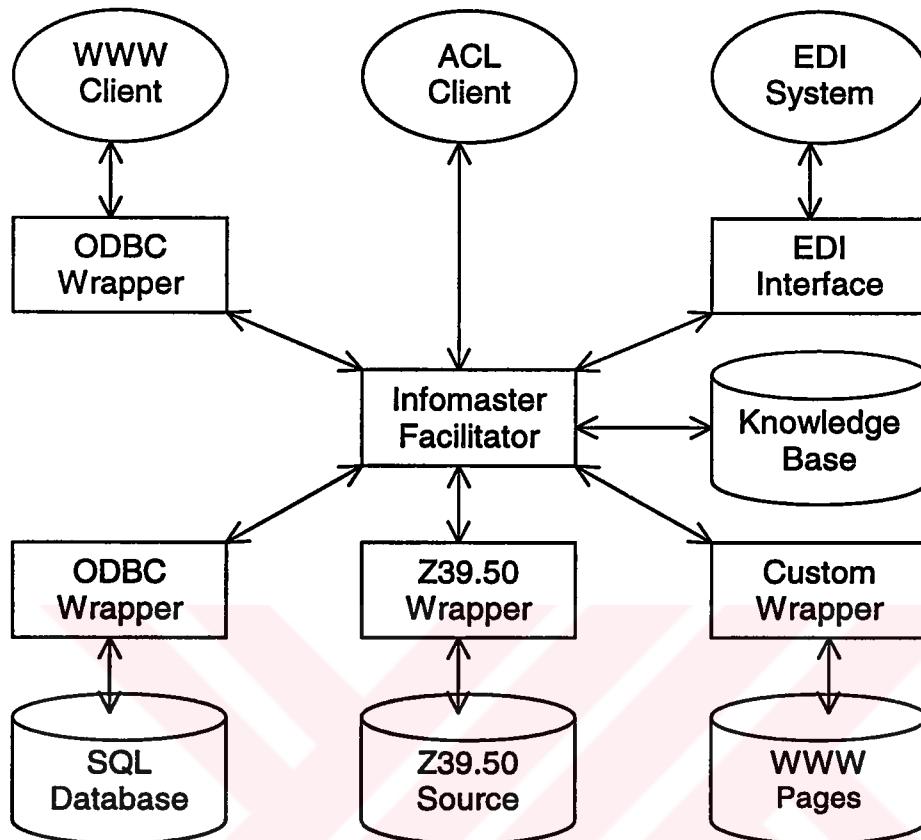 WWW
Client
ACL
Client
EDI
System
ODBC
Wrapper
EDI
Interface
Infomaster
Facilitator
Knowledge
Base
ODBC
Wrapper
Z39.50
Wrapper
Custom
Wrapper
SQL
Database
Z39.50
Source
WWW
Pages